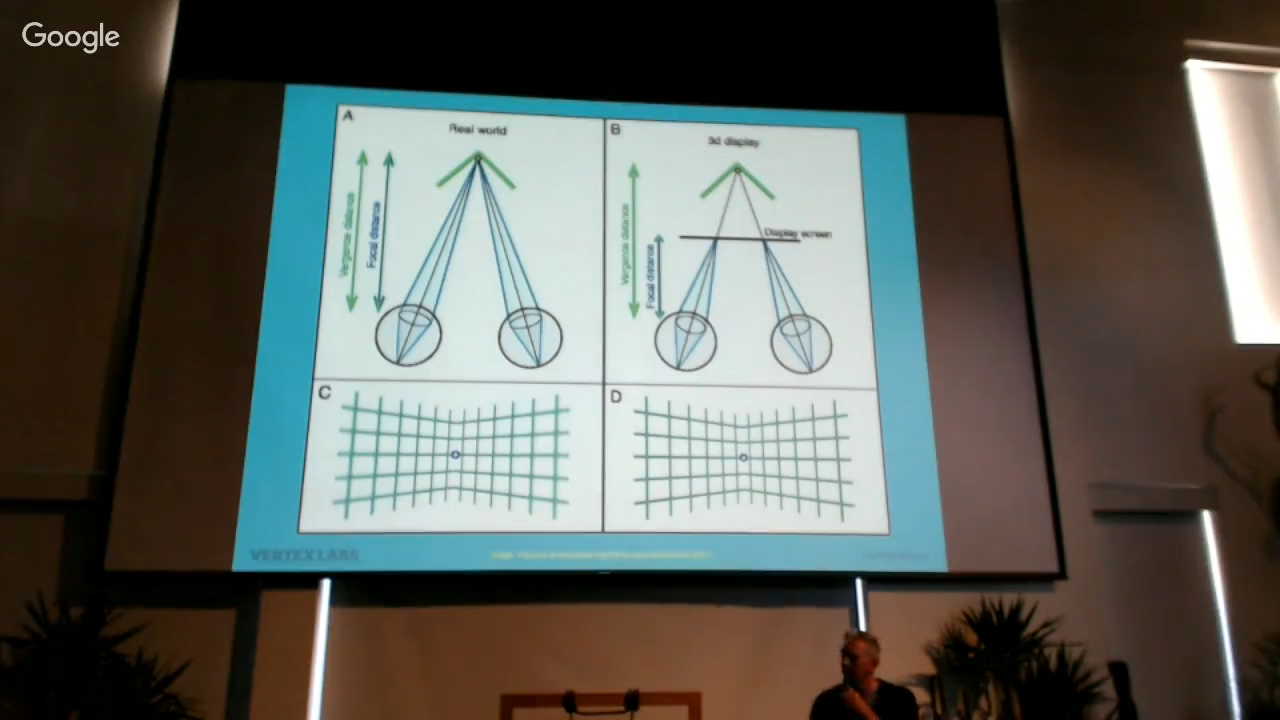 Google
A
Real world
Vergence distance
Focal distance
B
3d display
Display screen
Vergence distance
Focal distance
C
D
VERTEX LABS